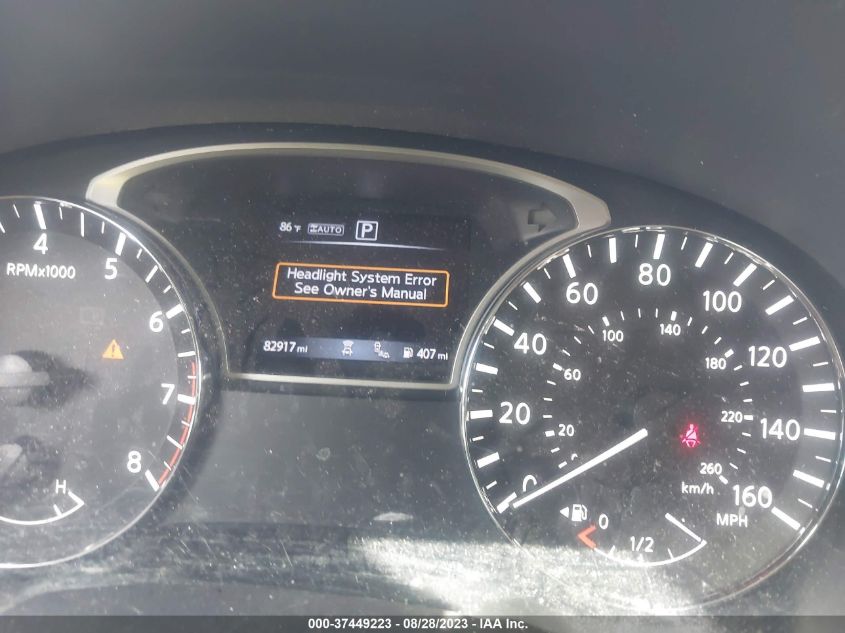 86°F AUTO P
Headlight System Error
See Owner's Manual
82917 mi 407 mi
4
5
6
7
8
RPMx1000
H
0
20
40
60
80
100
120
140
160
MPH
20
60
100
140
180
220
260
km/h
0
1/2
000-37449223 - 08/28/2023 - IAA Inc.